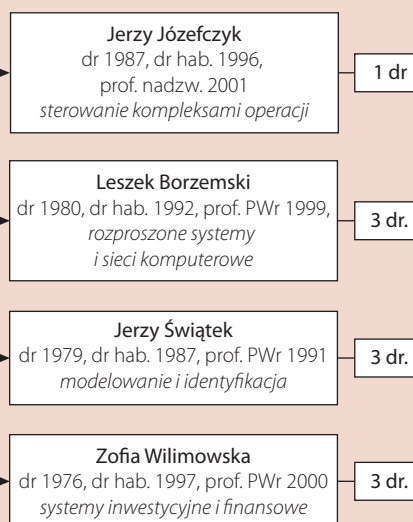 Jerzy Józefczyk
dr 1987, dr hab. 1996,
prof. nadzw. 2001
sterowanie kompleksami operacji
1 dr
Leszek Borzemski
dr 1980, dr hab. 1992, prof. PWr 1999,
rozproszone systemy
i sieci komputerowe
3 dr.
Jerzy Świątek
dr 1979, dr hab. 1987, prof. PWr 1991
modelowanie i identyfikacja
3 dr.
Zofia Wilimowska
dr 1976, dr hab. 1997, prof. PWr 2000
systemy inwestycyjne i finansowe
3 dr.